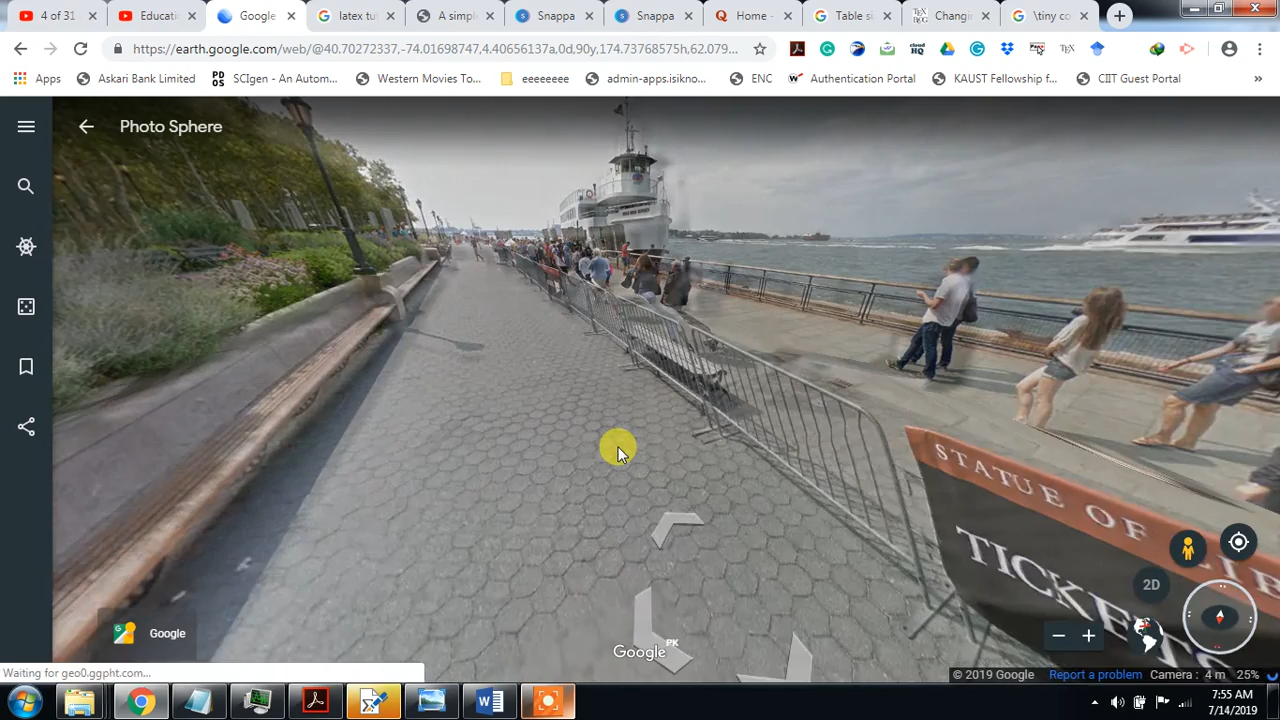 4 of 31
Educati
Google
latex tu
A simpl
Snappa
Snappa
Home -
Table si
Changi
\tiny co
https://earth.google.com/web/@40.70272337,-74.01698747,4.40656137a,0d,90y,174.73768575h,62.079...
Apps
Askari Bank Limited
SCIgen - An Autom...
Western Movies To...
eeeeeee
admin-apps.isikno...
ENC
Authentication Portal
KAUST Fellowship f...
CIIT Guest Portal
»
Photo Sphere
STATUE OF
TICKETS
2D
Google
Google
PK
Waiting for geo0.ggpht.com...
© 2019 Google
Report a problem
Camera : 4 m 25%
7:55 AM
7/14/2019